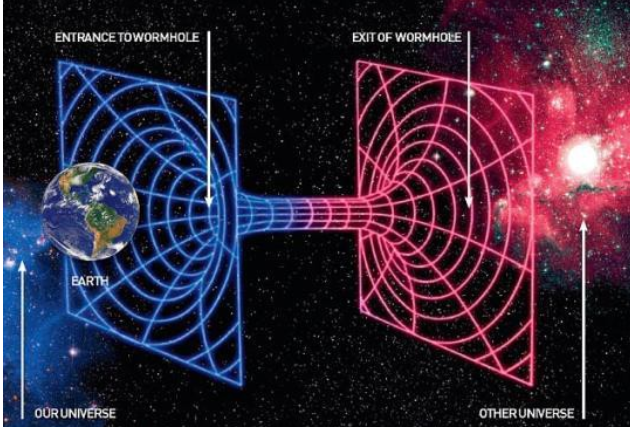 ENTRANCE TO WORMHOLE
EXIT OF WORMHOLE
EARTH
OUR UNIVERSE
OTHER UNIVERSE